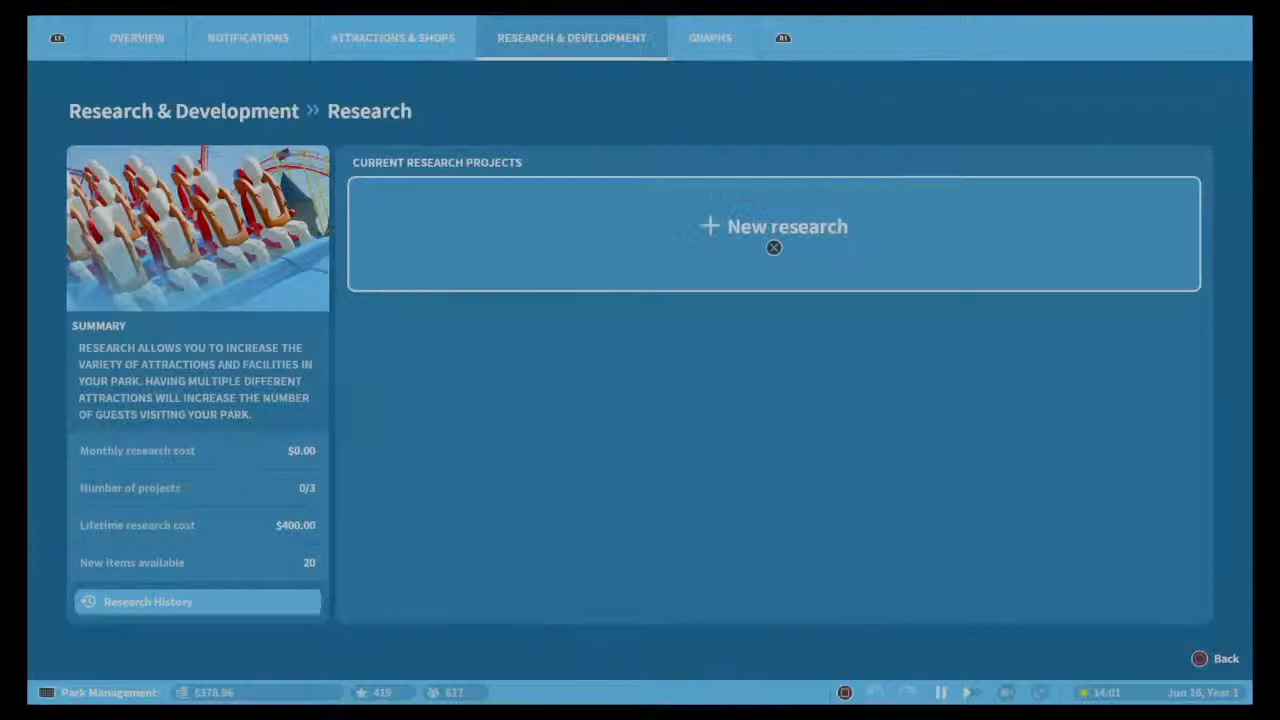 L1 OVERVIEW NOTIFICATIONS ATTRACTIONS & SHOPS RESEARCH & DEVELOPMENT GRAPHS R1
Research & Development » Research
CURRENT RESEARCH PROJECTS
+ New research
SUMMARY
RESEARCH ALLOWS YOU TO INCREASE THE
VARIETY OF ATTRACTIONS AND FACILITIES IN
YOUR PARK. HAVING MULTIPLE DIFFERENT
ATTRACTIONS WILL INCREASE THE NUMBER
OF GUESTS VISITING YOUR PARK.
Monthly research cost $0.00
Number of projects 0/3
Lifetime research cost $400.00
New items available 20
Research History
Back
Park Management $378.96 419 617 14:01 Jun 16, Year 1